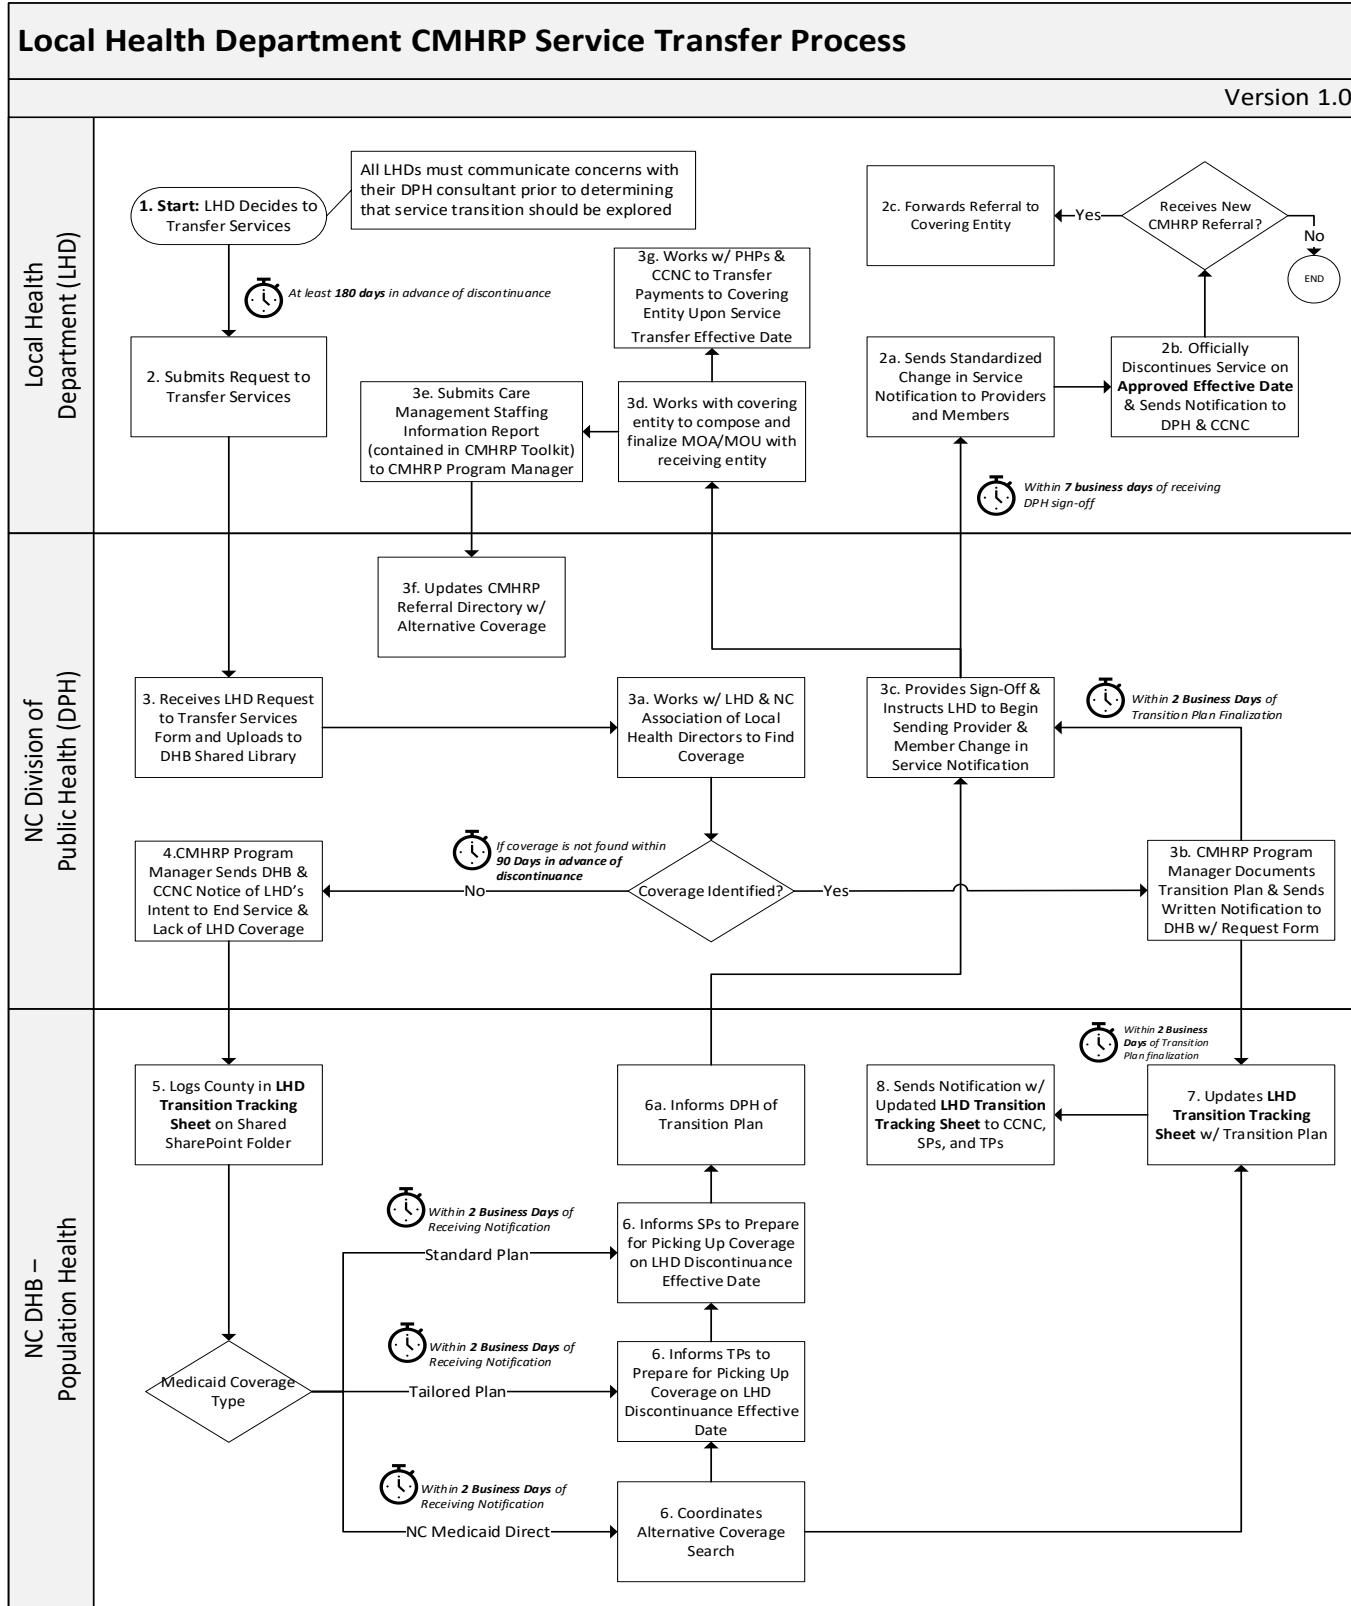 Local Health Department CMHRP Service Transfer Process
Version 1.0
Local Health
Department (LHD)
1. Start: LHD Decides to
Transfer Services
All LHDs must communicate concerns with
their DPH consultant prior to determining
that service transition should be explored
At least 180 days in advance of discontinuance
2. Submits Request to
Transfer Services
3g. Works w/ PHPs &
CCNC to Transfer
Payments to Covering
Entity Upon Service
Transfer Effective Date
3e. Submits Care
Management Staffing
Information Report
(contained in CMHRP Toolkit)
to CMHRP Program Manager
3d. Works with covering
entity to compose and
finalize MOA/MOU with
receiving entity
2c. Forwards Referral to
Covering Entity
Yes
Receives New
CMHRP Referral?
No
END
2a. Sends Standardized
Change in Service
Notification to Providers
and Members
2b. Officially
Discontinues Service on
Approved Effective Date
& Sends Notification to
DPH & CCNC
Within 7 business days of receiving
DPH sign-off
NC Division of
Public Health (DPH)
3f. Updates CMHRP
Referral Directory w/
Alternative Coverage
3. Receives LHD Request
to Transfer Services
Form and Uploads to
DHB Shared Library
3a. Works w/ LHD & NC
Association of Local
Health Directors to Find
Coverage
3c. Provides Sign-Off &
Instructs LHD to Begin
Sending Provider &
Member Change in
Service Notification
Within 2 Business Days of
Transition Plan Finalization
4.CMHRP Program
Manager Sends DHB &
CCNC Notice of LHD's
Intent to End Service &
Lack of LHD Coverage
If coverage is not found within
90 Days in advance of
discontinuance
No
Coverage Identified?
Yes
3b. CMHRP Program
Manager Documents
Transition Plan & Sends
Written Notification to
DHB w/ Request Form
NC DHB –
Population Health
Within 2 Business
Days of Transition
Plan finalization
5. Logs County in LHD
Transition Tracking
Sheet on Shared
SharePoint Folder
6a. Informs DPH of
Transition Plan
8. Sends Notification w/
Updated LHD Transition
Tracking Sheet to CCNC,
SPs, and TPs
7. Updates LHD
Transition Tracking
Sheet w/ Transition Plan
Within 2 Business Days of
Receiving Notification
Standard Plan
6. Informs SPs to Prepare
for Picking Up Coverage
on LHD Discontinuance
Effective Date
Medicaid Coverage
Type
Within 2 Business Days of
Receiving Notification
Tailored Plan
6. Informs TPs to
Prepare for Picking Up
Coverage on LHD
Discontinuance Effective
Date
Within 2 Business Days of
Receiving Notification
NC Medicaid Direct
6. Coordinates
Alternative Coverage
Search